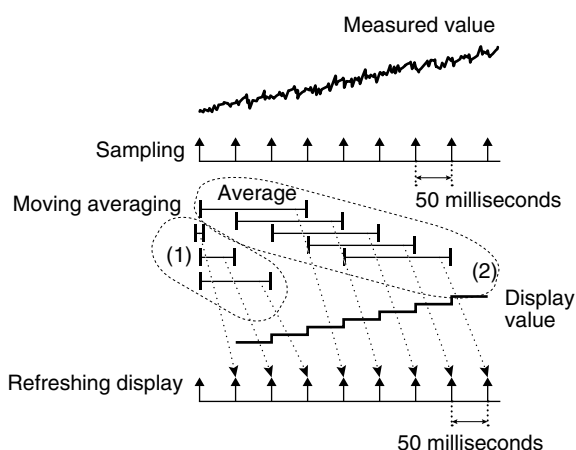 Measured value
Sampling
50 milliseconds
Moving averaging
Average
(1)
(2)
Display
value
Refreshing display
50 milliseconds